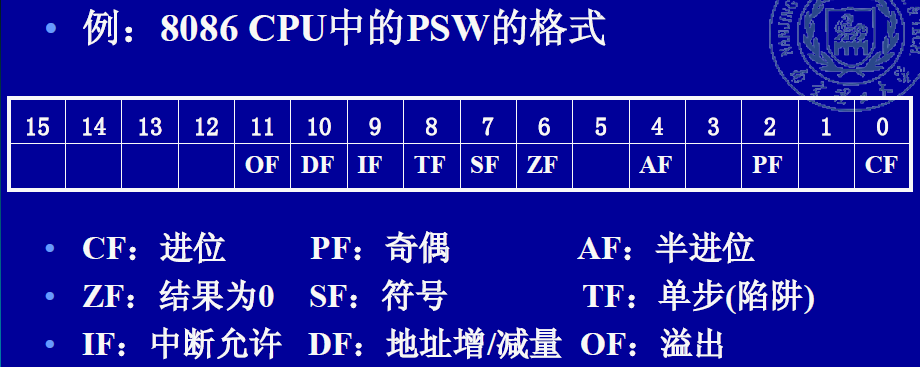 例：8086 CPU中的PSW的格式
15 14 13 12 11 10 9 8 7 6 5 4 3 2 1 0
OF DF IF TF SF ZF AF PF CF
CF：进位 PF：奇偶 AF：半进位
ZF：结果为0 SF：符号 TF：单步(陷阱)
IF：中断允许 DF：地址增/减量 OF：溢出